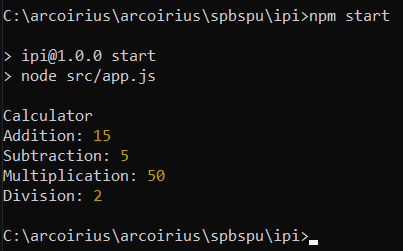 C:\arcoirius\arcoirius\spbspu\ipi>npm start
> ipi@1.0.0 start
> node src/app.js
Calculator
Addition: 15
Subtraction: 5
Multiplication: 50
Division: 2
C:\arcoirius\arcoirius\spbspu\ipi>